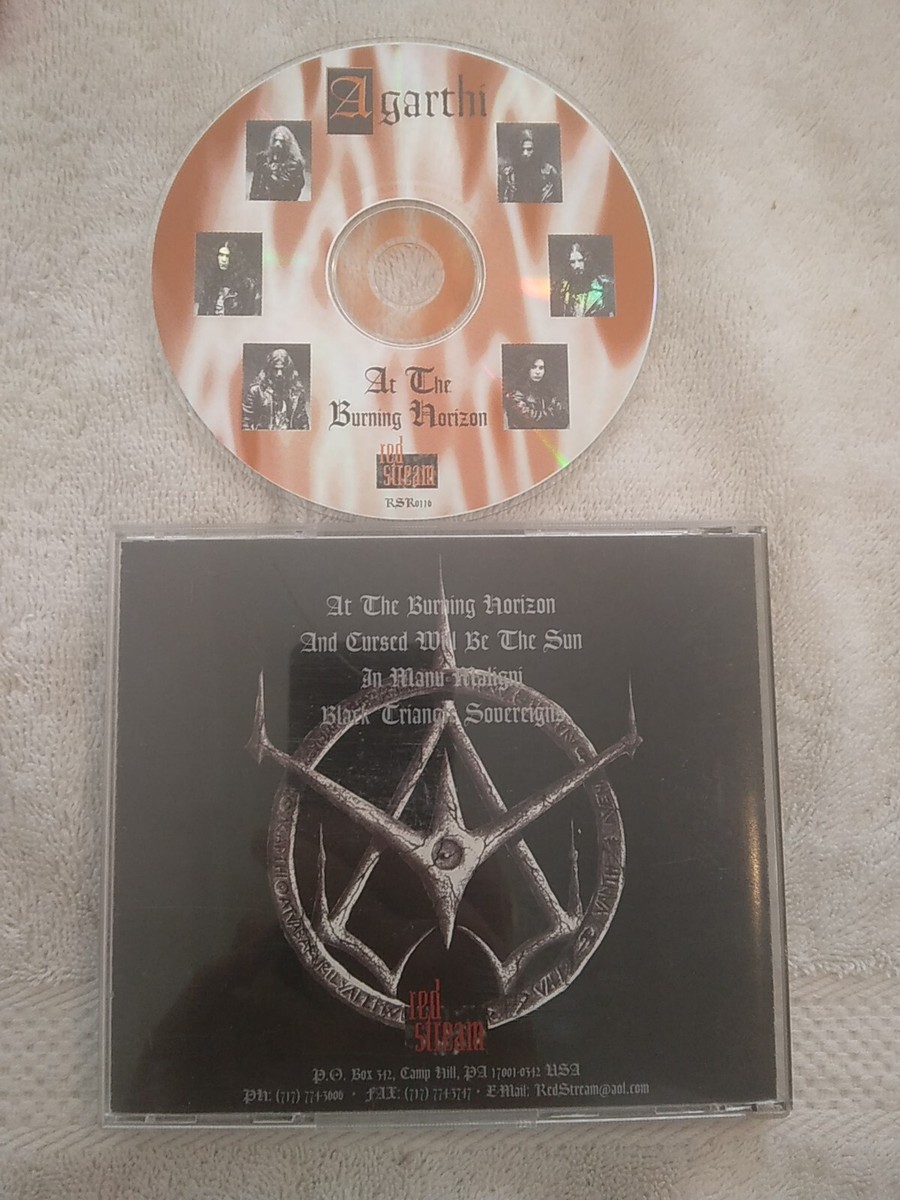 Agarthi
At The
Burning Horizon
red
stream
RSR0116
At The Burning Horizon
And Cursed Will Be The Sun
In Manu Maligni
Black Triangle Sovereigns
red
stream
P.O. Box 342, Camp Hill, PA 17001-0342 USA
PH: (717) 774-3606 · FAX: (717) 774-3747 · E-Mail: RedStream@aol.com